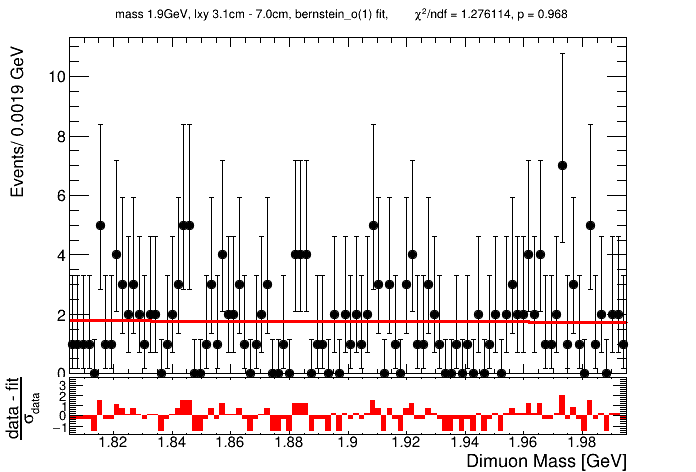 mass 1.9GeV, lxy 3.1cm - 7.0cm, bernstein_o(1) fit, χ²/ndf = 1.276114, p = 0.968
Events/ 0.0019 GeV
10
8
6
4
2
0
data - fit
σdata
3
2
1
0
−1
1.82 1.84 1.86 1.88 1.9 1.92 1.94 1.96 1.98
Dimuon Mass [GeV]